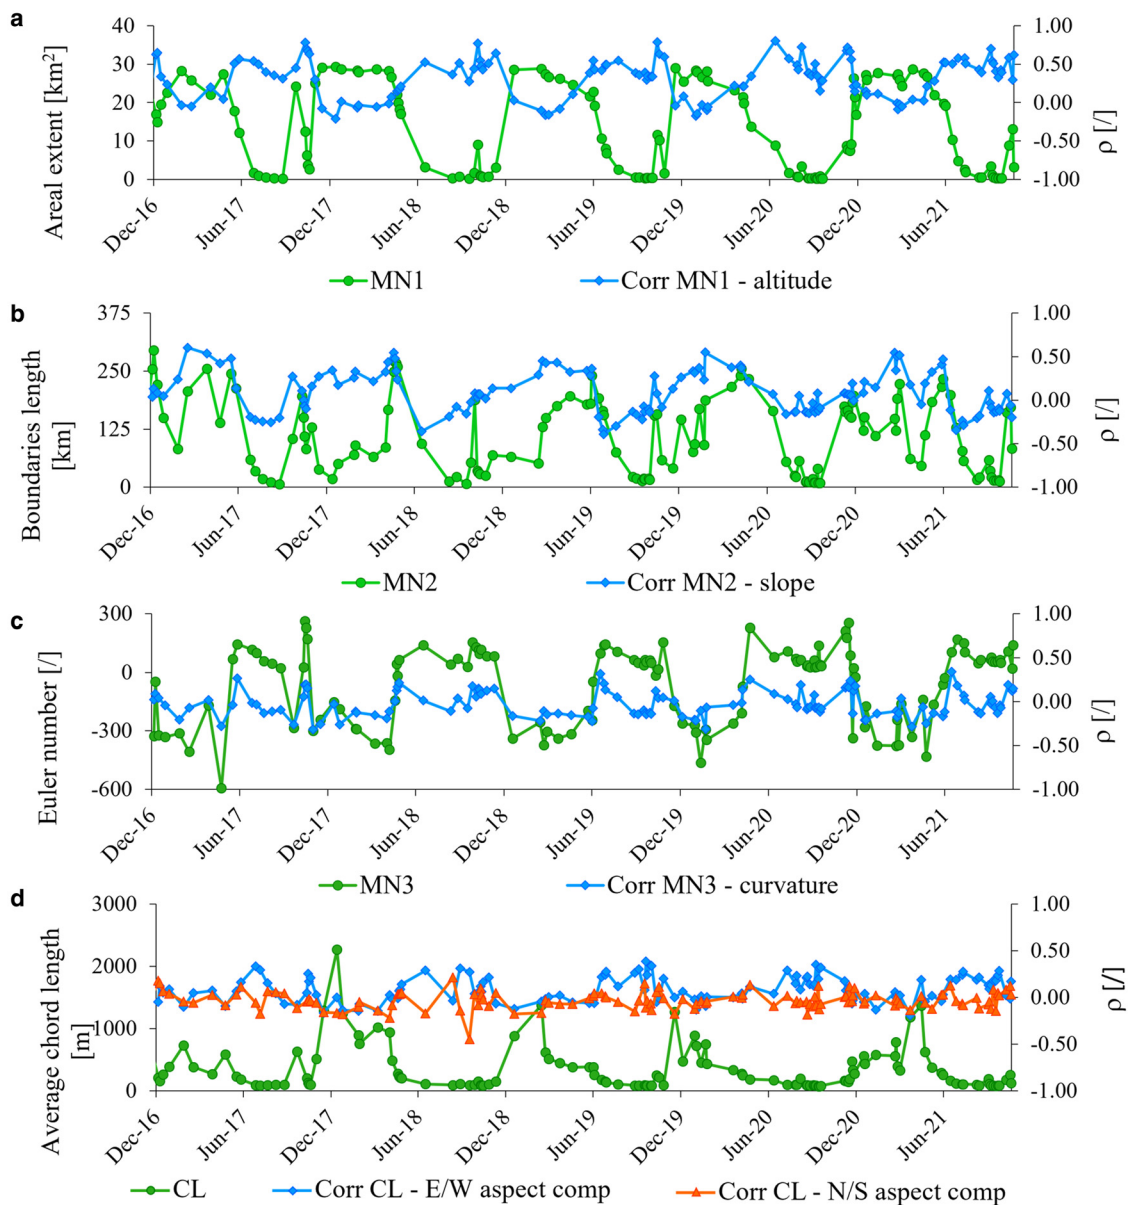 a
Areal extent [km²]
40
30
20
10
0
1.00
0.50
0.00
-0.50
-1.00
ρ [/]
Dec-16 Jun-17 Dec-17 Jun-18 Dec-18 Jun-19 Dec-19 Jun-20 Dec-20 Jun-21
MN1 Corr MN1 - altitude
b
Boundaries length
[km]
375
250
125
0
1.00
0.50
0.00
-0.50
-1.00
ρ [/]
Dec-16 Jun-17 Dec-17 Jun-18 Dec-18 Jun-19 Dec-19 Jun-20 Dec-20 Jun-21
MN2 Corr MN2 - slope
c
Euler number [/]
300
0
-300
-600
1.00
0.50
0.00
-0.50
-1.00
ρ [/]
Dec-16 Jun-17 Dec-17 Jun-18 Dec-18 Jun-19 Dec-19 Jun-20 Dec-20 Jun-21
MN3 Corr MN3 - curvature
d
Average chord length
[m]
3000
2000
1000
0
1.00
0.50
0.00
-0.50
-1.00
ρ [/]
Dec-16 Jun-17 Dec-17 Jun-18 Dec-18 Jun-19 Dec-19 Jun-20 Dec-20 Jun-21
CL Corr CL - E/W aspect comp Corr CL - N/S aspect comp